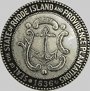 STATE OF RHODE ISLAND AND PROVIDENCE PLANTATIONS
1636